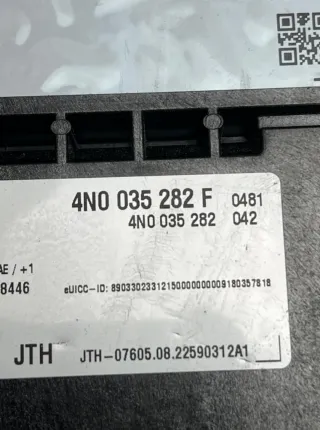 4N0 035 282 F 0481
4N0 035 282 042
AE / +1
8446
eUICC-ID: 89033023312150000000009180357818
JTH JTH-07605.08.22590312A1